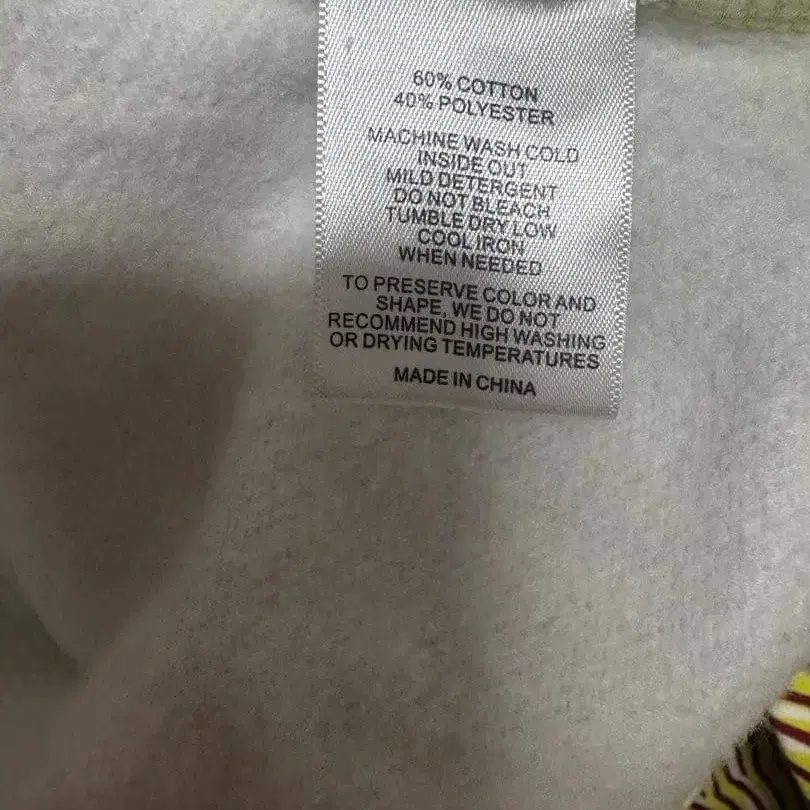 60% COTTON
40% POLYESTER
MACHINE WASH COLD
INSIDE OUT
MILD DETERGENT
DO NOT BLEACH
TUMBLE DRY LOW
COOL IRON
WHEN NEEDED
TO PRESERVE COLOR AND
SHAPE, WE DO NOT
RECOMMEND HIGH WASHING
OR DRYING TEMPERATURES
MADE IN CHINA